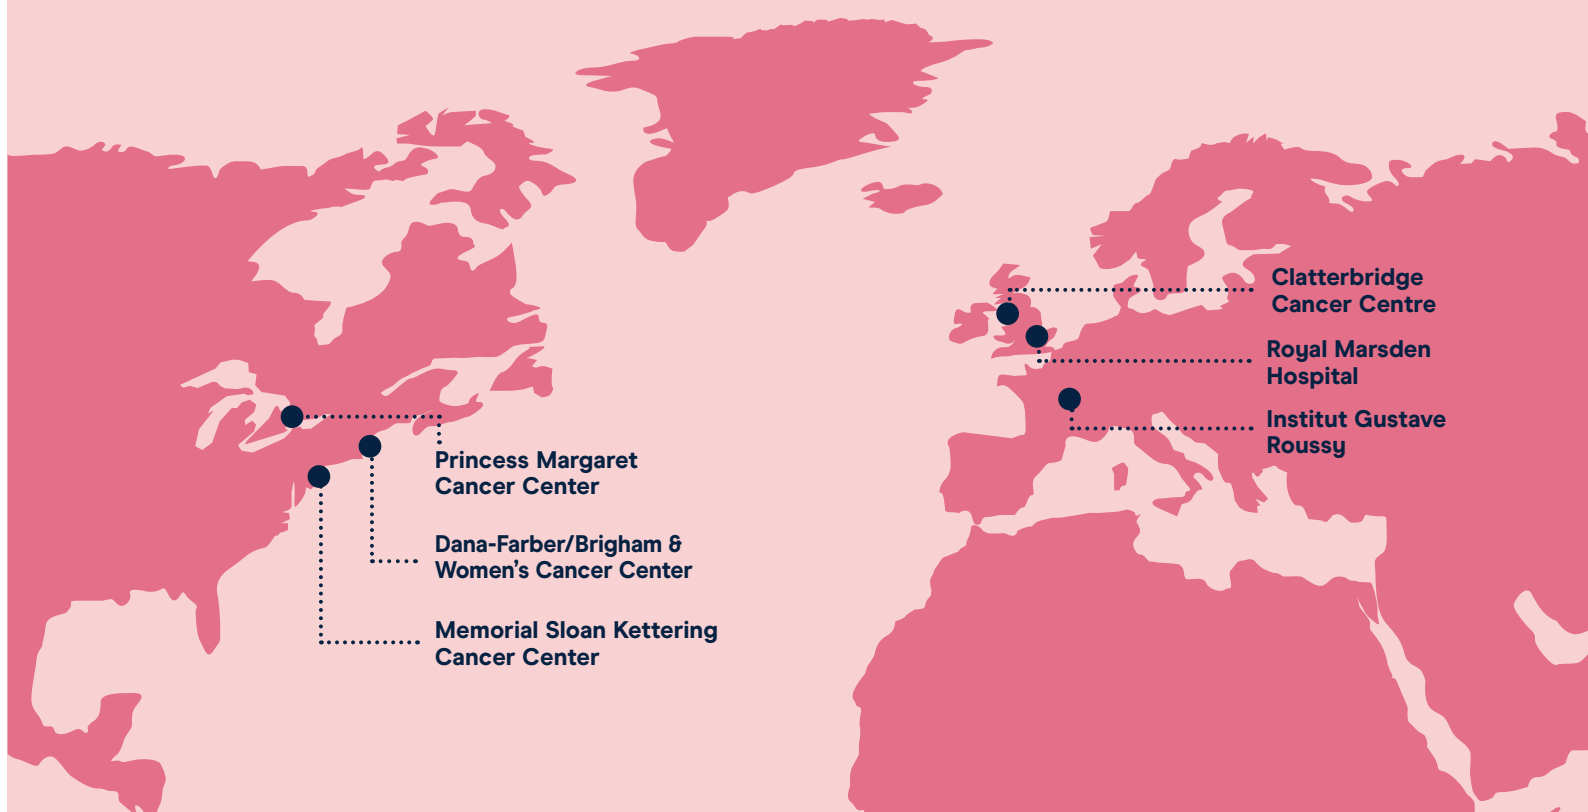 Princess Margaret
Cancer Center
Dana-Farber/Brigham &
Women's Cancer Center
Memorial Sloan Kettering
Cancer Center
Clatterbridge
Cancer Centre
Royal Marsden
Hospital
Institut Gustave
Roussy